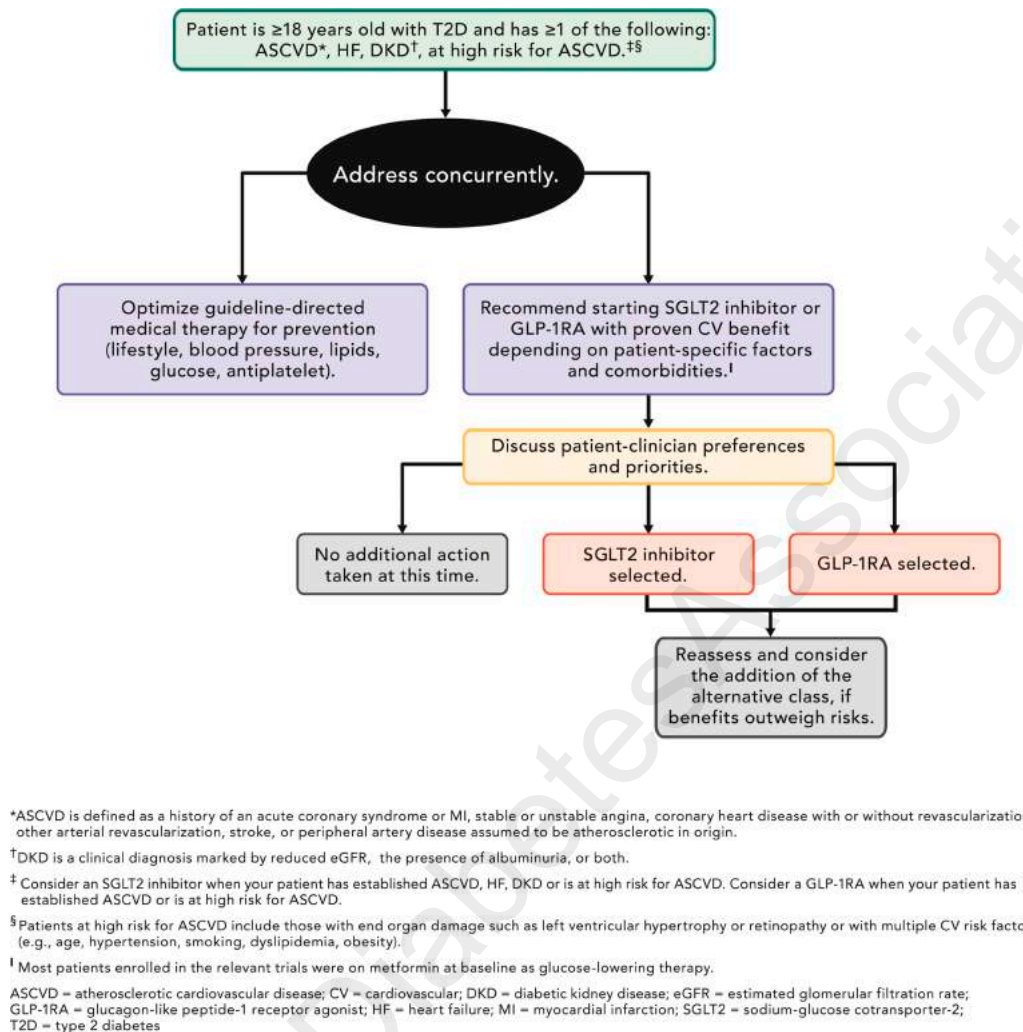 Patient is ≥18 years old with T2D and has ≥1 of the following:
ASCVD*, HF, DKD†, at high risk for ASCVD.‡§
Address concurrently.
Optimize guideline-directed
medical therapy for prevention
(lifestyle, blood pressure, lipids,
glucose, antiplatelet).
Recommend starting SGLT2 inhibitor or
GLP-1RA with proven CV benefit
depending on patient-specific factors
and comorbidities.ǀ
Discuss patient-clinician preferences
and priorities.
No additional action
taken at this time.
SGLT2 inhibitor
selected.
GLP-1RA selected.
Reassess and consider
the addition of the
alternative class, if
benefits outweigh risks.
*ASCVD is defined as a history of an acute coronary syndrome or MI, stable or unstable angina, coronary heart disease with or without revascularizatio
other arterial revascularization, stroke, or peripheral artery disease assumed to be atherosclerotic in origin.
†DKD is a clinical diagnosis marked by reduced eGFR, the presence of albuminuria, or both.
‡ Consider an SGLT2 inhibitor when your patient has established ASCVD, HF, DKD or is at high risk for ASCVD. Consider a GLP-1RA when your patient has
established ASCVD or is at high risk for ASCVD.
§ Patients at high risk for ASCVD include those with end organ damage such as left ventricular hypertrophy or retinopathy or with multiple CV risk facto
(e.g., age, hypertension, smoking, dyslipidemia, obesity).
ǀ Most patients enrolled in the relevant trials were on metformin at baseline as glucose-lowering therapy.
ASCVD = atherosclerotic cardiovascular disease; CV = cardiovascular; DKD = diabetic kidney disease; eGFR = estimated glomerular filtration rate;
GLP-1RA = glucagon-like peptide-1 receptor agonist; HF = heart failure; MI = myocardial infarction; SGLT2 = sodium-glucose cotransporter-2;
T2D = type 2 diabetes
DiabetesAssociati